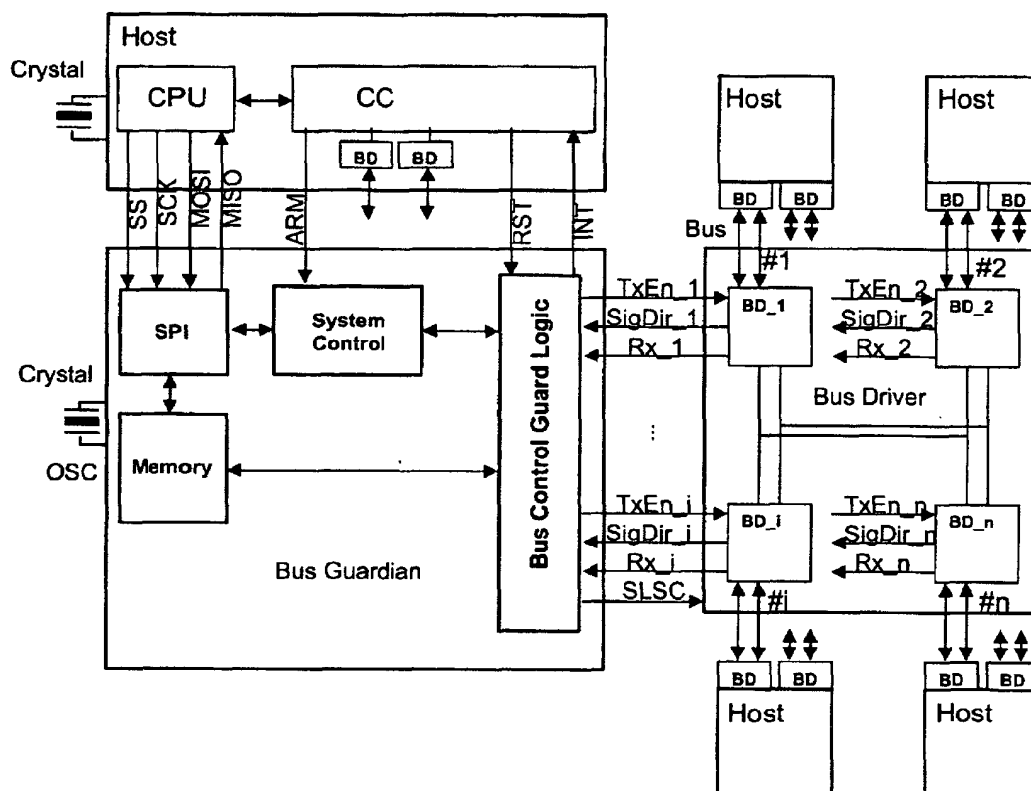 Host
Crystal
CPU
CC
BD
BD
SS
SCK
MOSI
MISO
ARM
RST
INT
SPI
System
Control
Crystal
OSC
Memory
Bus Control Guard Logic
Bus Guardian
Host
Host
BD
BD
BD
BD
Bus
#1
#2
TxEn_1
SigDir_1
Rx_1
BD_1
TxEn_2
SigDir_2
Rx_2
BD_2
Bus Driver
...
TxEn_i
SigDir_i
Rx_i
SLSC
BD_i
TxEn_n
SigDir_n
Rx_n
BD_n
#i
#n
BD
BD
BD
BD
Host
Host